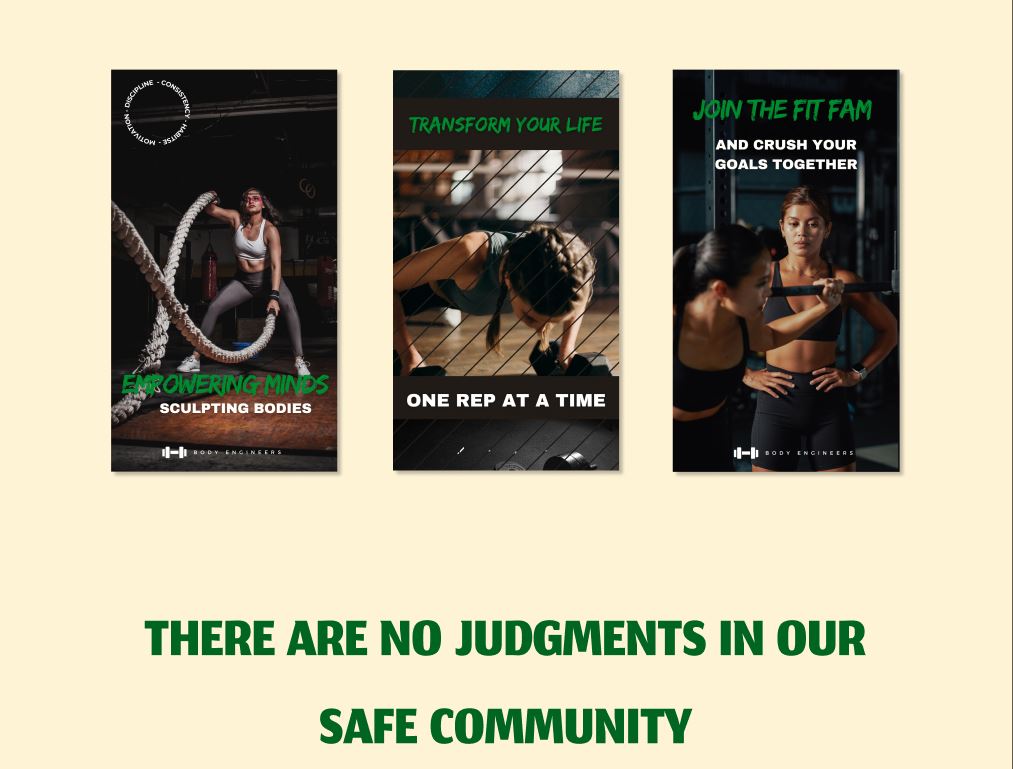 DISCIPLINE - CONSISTENCY - HABITSE - MOTIVATION -
EMPOWERING MINDS
SCULPTING BODIES
BODY ENGINEERS
TRANSFORM YOUR LIFE
ONE REP AT A TIME
JOIN THE FIT FAM
AND CRUSH YOUR
GOALS TOGETHER
BODY ENGINEERS
THERE ARE NO JUDGMENTS IN OUR
SAFE COMMUNITY